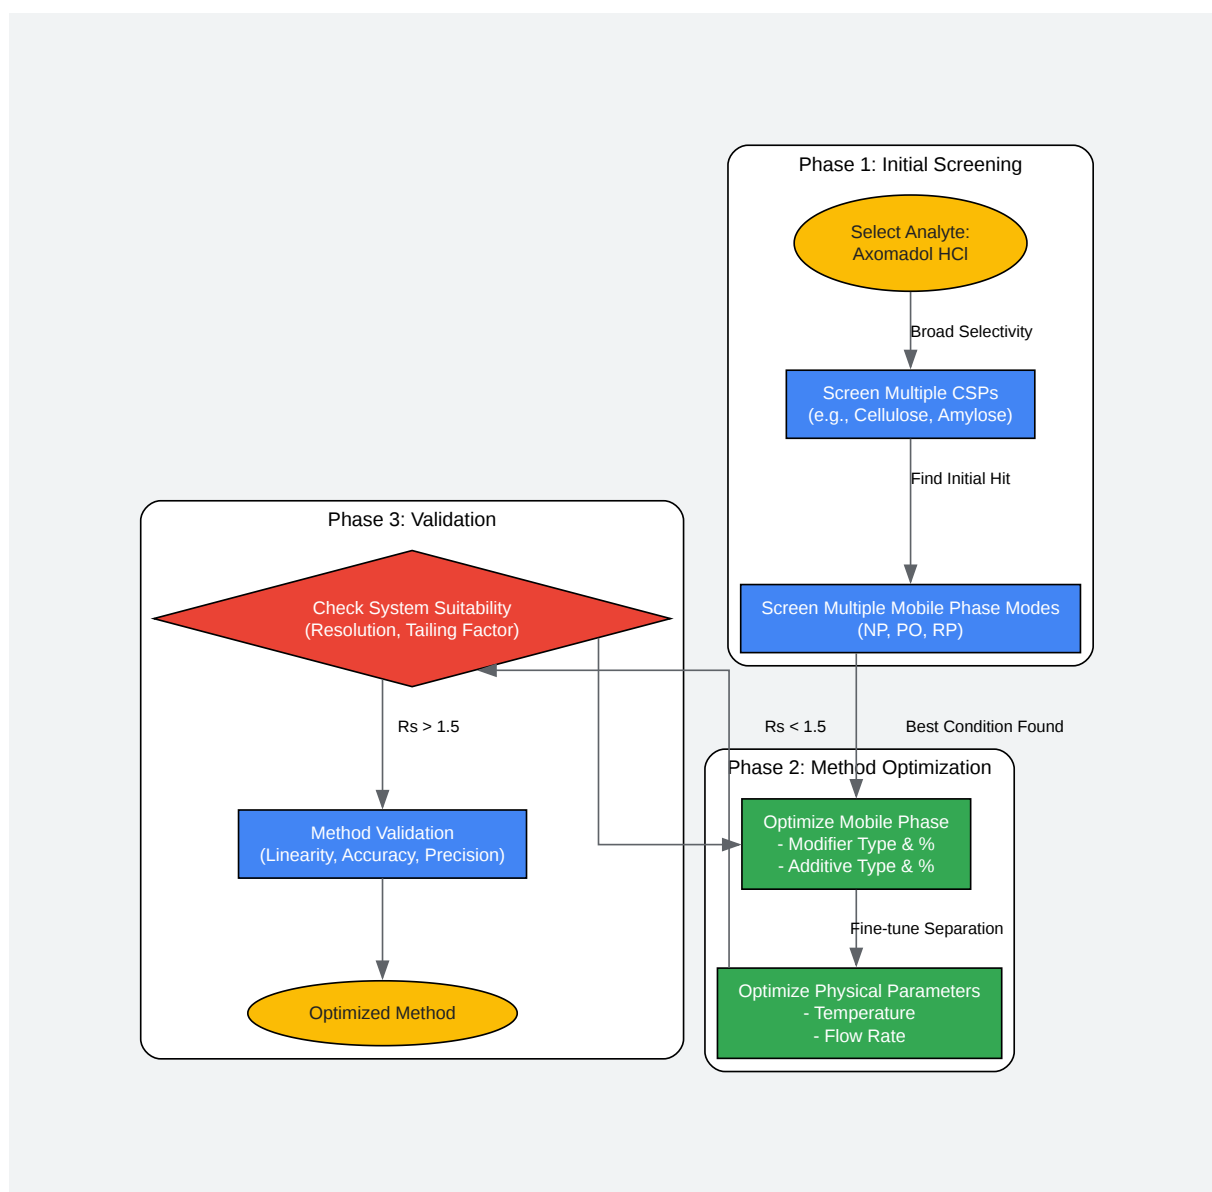 Phase 1: Initial Screening
Select Analyte:
Axomadol HCl
Broad Selectivity
Screen Multiple CSPs
(e.g., Cellulose, Amylose)
Find Initial Hit
Screen Multiple Mobile Phase Modes
(NP, PO, RP)
Best Condition Found
Phase 2: Method Optimization
Optimize Mobile Phase
- Modifier Type & %
- Additive Type & %
Fine-tune Separation
Optimize Physical Parameters
- Temperature
- Flow Rate
Phase 3: Validation
Check System Suitability
(Resolution, Tailing Factor)
Rs < 1.5
Rs > 1.5
Method Validation
(Linearity, Accuracy, Precision)
Optimized Method